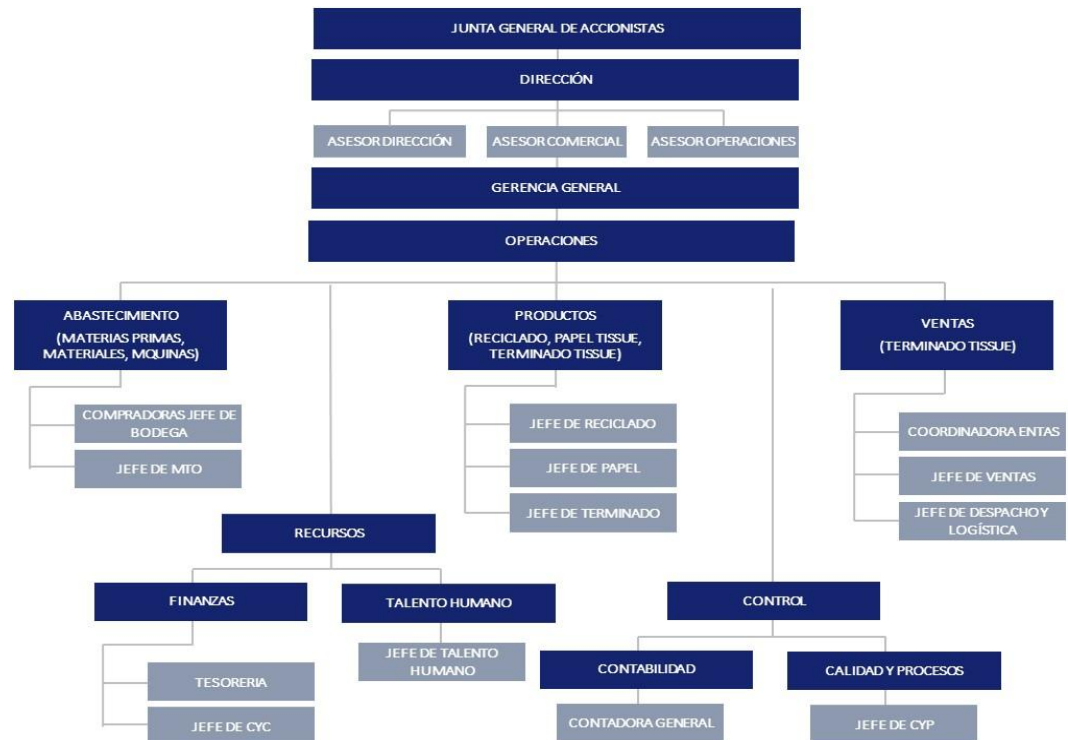 JUNTA GENERAL DE ACCIONISTAS
DIRECCIÓN
ASESOR DIRECCIÓN
ASESOR COMERCIAL
ASESOR OPERACIONES
GERENCIA GENERAL
OPERACIONES
ABASTECIMIENTO
(MATERIAS PRIMAS,
MATERIALES, MQUINAS)
PRODUCTOS
(RECICLADO, PAPEL TISSUE,
TERMINADO TISSUE)
VENTAS
(TERMINADO TISSUE)
COMPRADORAS JEFE DE
BODEGA
JEFE DE MTO
JEFE DE RECICLADO
JEFE DE PAPEL
JEFE DE TERMINADO
COORDINADORA ENTAS
JEFE DE VENTAS
JEFE DE DESPACHO Y
LOGÍSTICA
RECURSOS
FINANZAS
TALENTO HUMANO
CONTROL
TESORERIA
JEFE DE CYC
JEFE DE TALENTO
HUMANO
CONTABILIDAD
CALIDAD Y PROCESOS
CONTADORA GENERAL
JEFE DE CYP